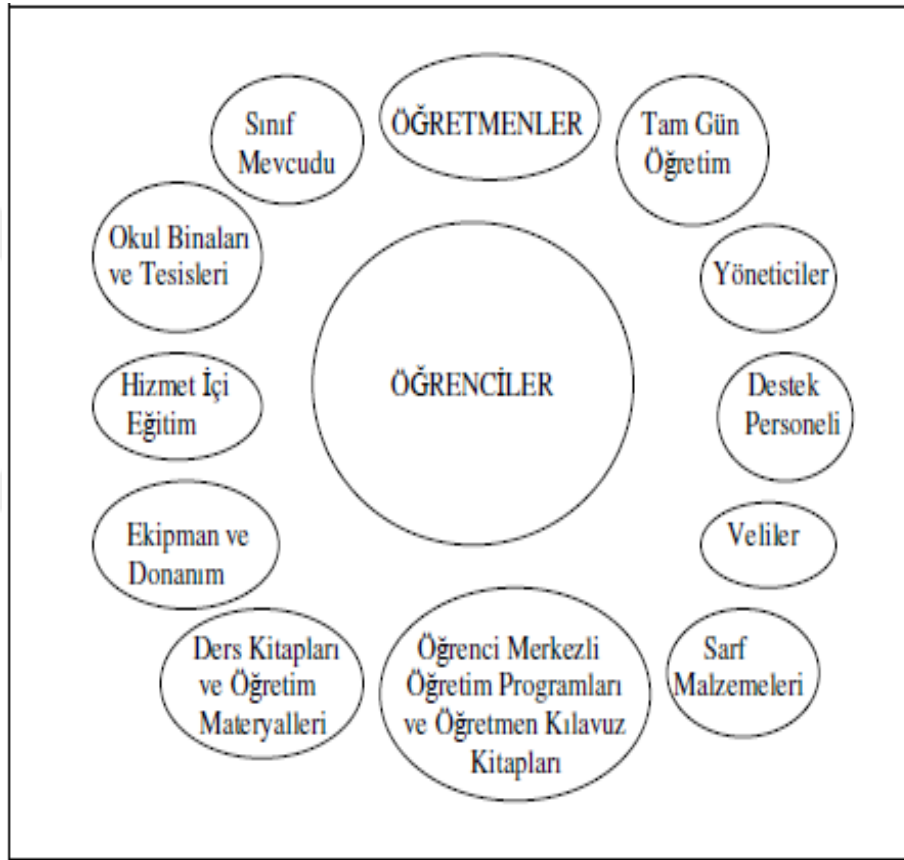 Sınıf
Mevcudu
ÖĞRETMENLER
Tam Gün
Öğretim
Okul Binaları
ve Tesisleri
Yöneticiler
Hizmet İçi
Eğitim
ÖĞRENCİLER
Destek
Personeli
Ekipman ve
Donanım
Veliler
Ders Kitapları
ve Öğretim
Materyalleri
Öğrenci Merkezli
Öğretim Programları
ve Öğretmen Kılavuz
Kitapları
Sarf
Malzemeleri